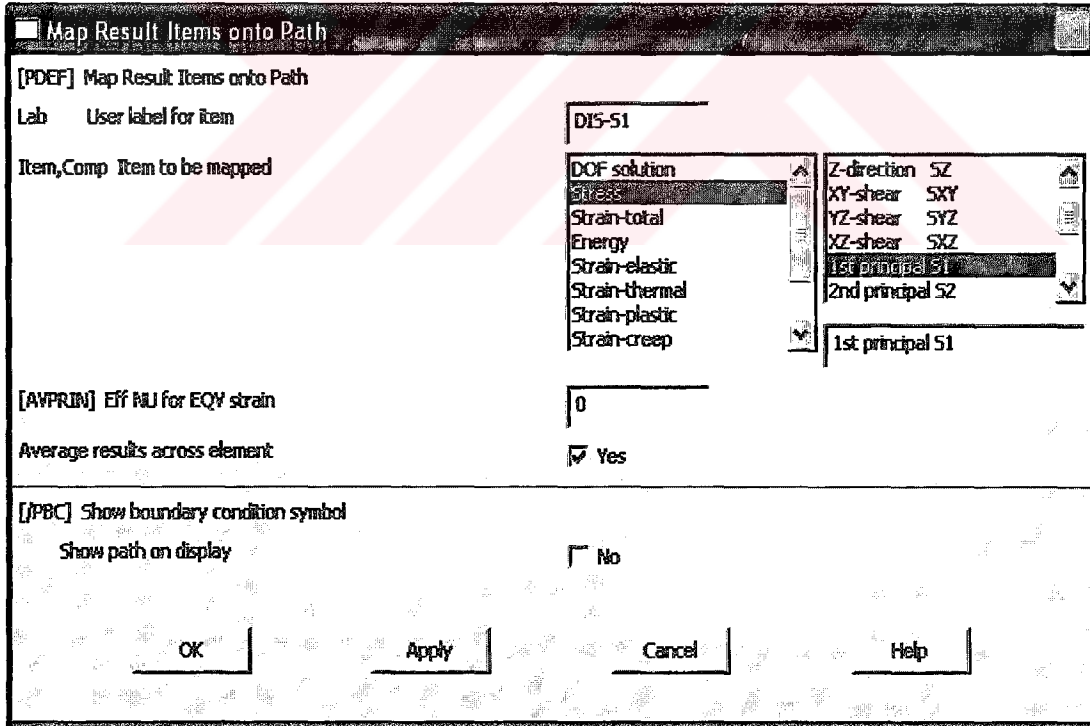 Map Result Items onto Path
[PDEF] Map Result Items onto Path
Lab User label for item DIS-S1
Item,Comp Item to be mapped
DOF solution
Stress
Strain-total
Energy
Strain-elastic
Strain-thermal
Strain-plastic
Strain-creep
Z-direction SZ
XY-shear SXY
YZ-shear SYZ
XZ-shear SXZ
1st principal S1
2nd principal S2
1st principal S1
[AVPRIN] Eff NU for EQV strain 0
Average results across element Yes
[/PBC] Show boundary condition symbol
Show path on display No
OK Apply Cancel Help